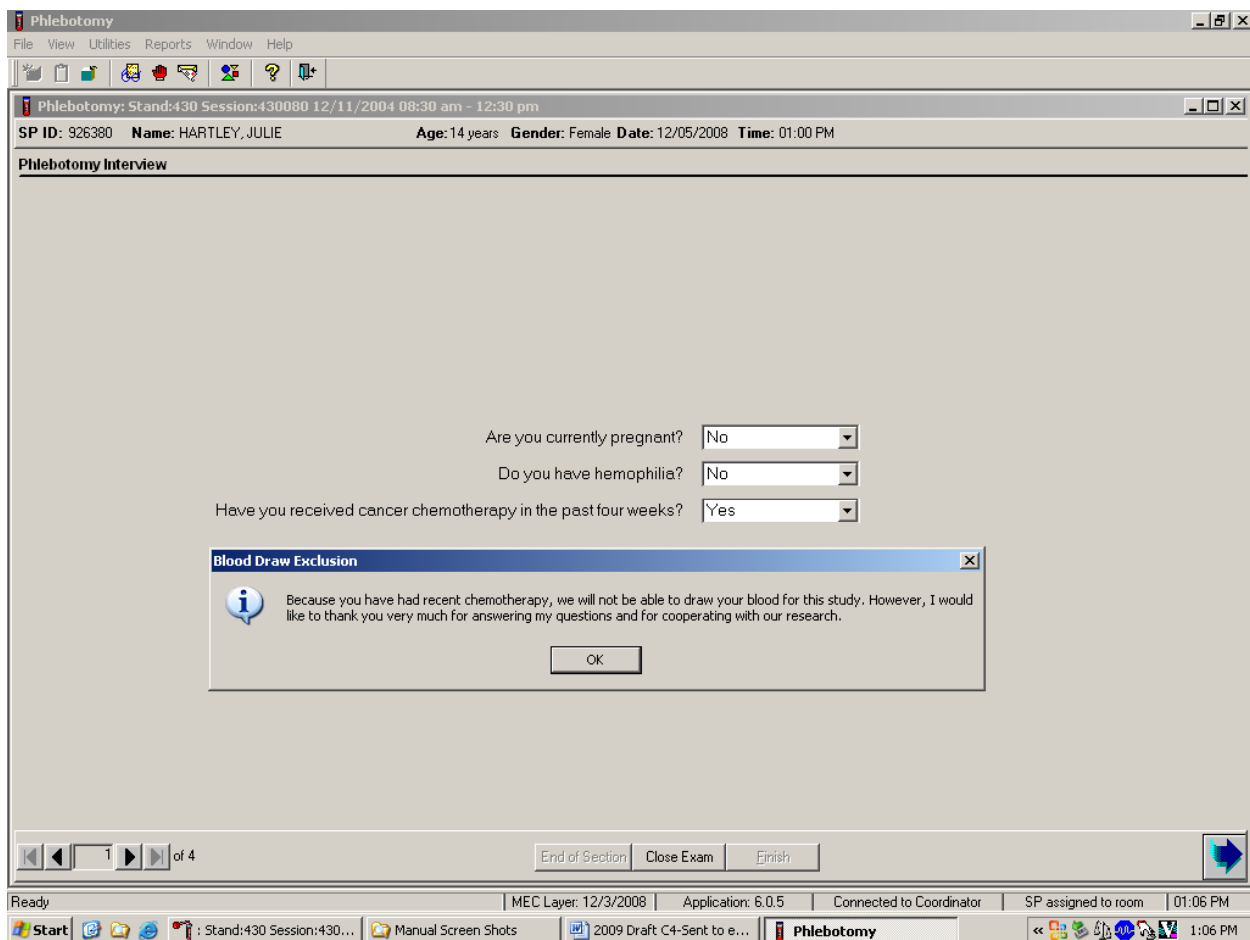 Phlebotomy
File View Utilities Reports Window Help
Phlebotomy: Stand:430 Session:430080 12/11/2004 08:30 am - 12:30 pm
SP ID: 926380 Name: HARTLEY, JULIE Age: 14 years Gender: Female Date: 12/05/2008 Time: 01:00 PM
Phlebotomy Interview
Are you currently pregnant? No
Do you have hemophilia? No
Have you received cancer chemotherapy in the past four weeks? Yes
Blood Draw Exclusion
Because you have had recent chemotherapy, we will not be able to draw your blood for this study. However, I would
like to thank you very much for answering my questions and for cooperating with our research.
OK
1 of 4 End of Section Close Exam Finish
Ready MEC Layer: 12/3/2008 Application: 6.0.5 Connected to Coordinator SP assigned to room 01:06 PM
Start : Stand:430 Session:430... Manual Screen Shots 2009 Draft C4-Sent to e... Phlebotomy 1:06 PM